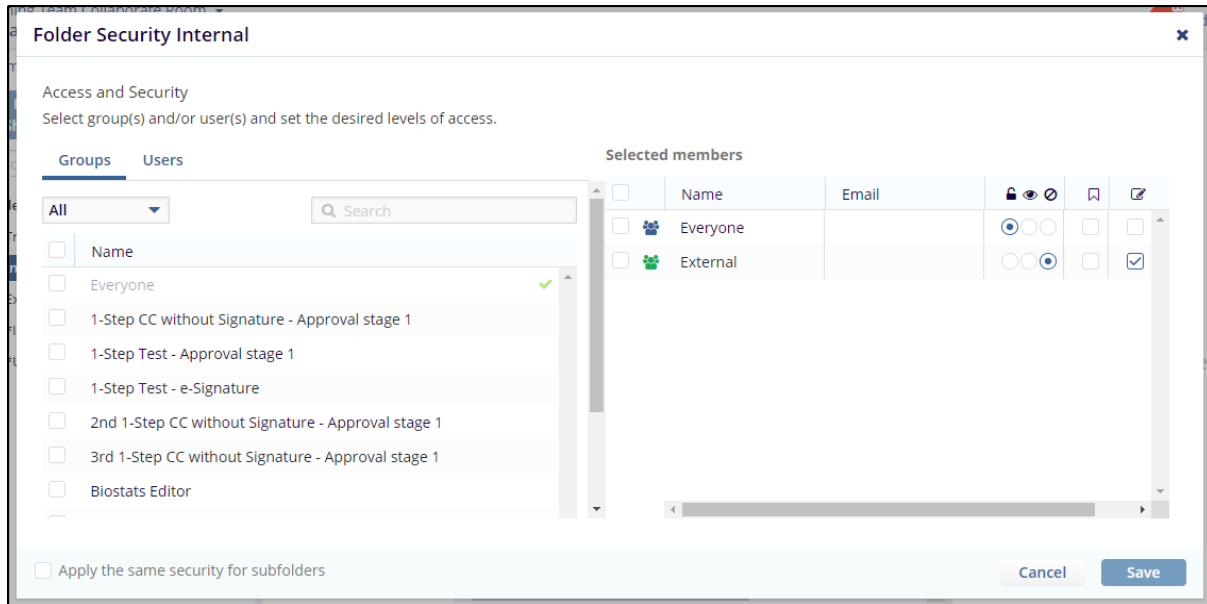 ning Team Collaborate Room
Folder Security Internal
Access and Security
Select group(s) and/or user(s) and set the desired levels of access.
Groups Users
Selected members
All Search
Name Email
Name
Everyone
External
Everyone
1-Step CC without Signature - Approval stage 1
1-Step Test - Approval stage 1
1-Step Test - e-Signature
2nd 1-Step CC without Signature - Approval stage 1
3rd 1-Step CC without Signature - Approval stage 1
Biostats Editor
Apply the same security for subfolders
Cancel Save